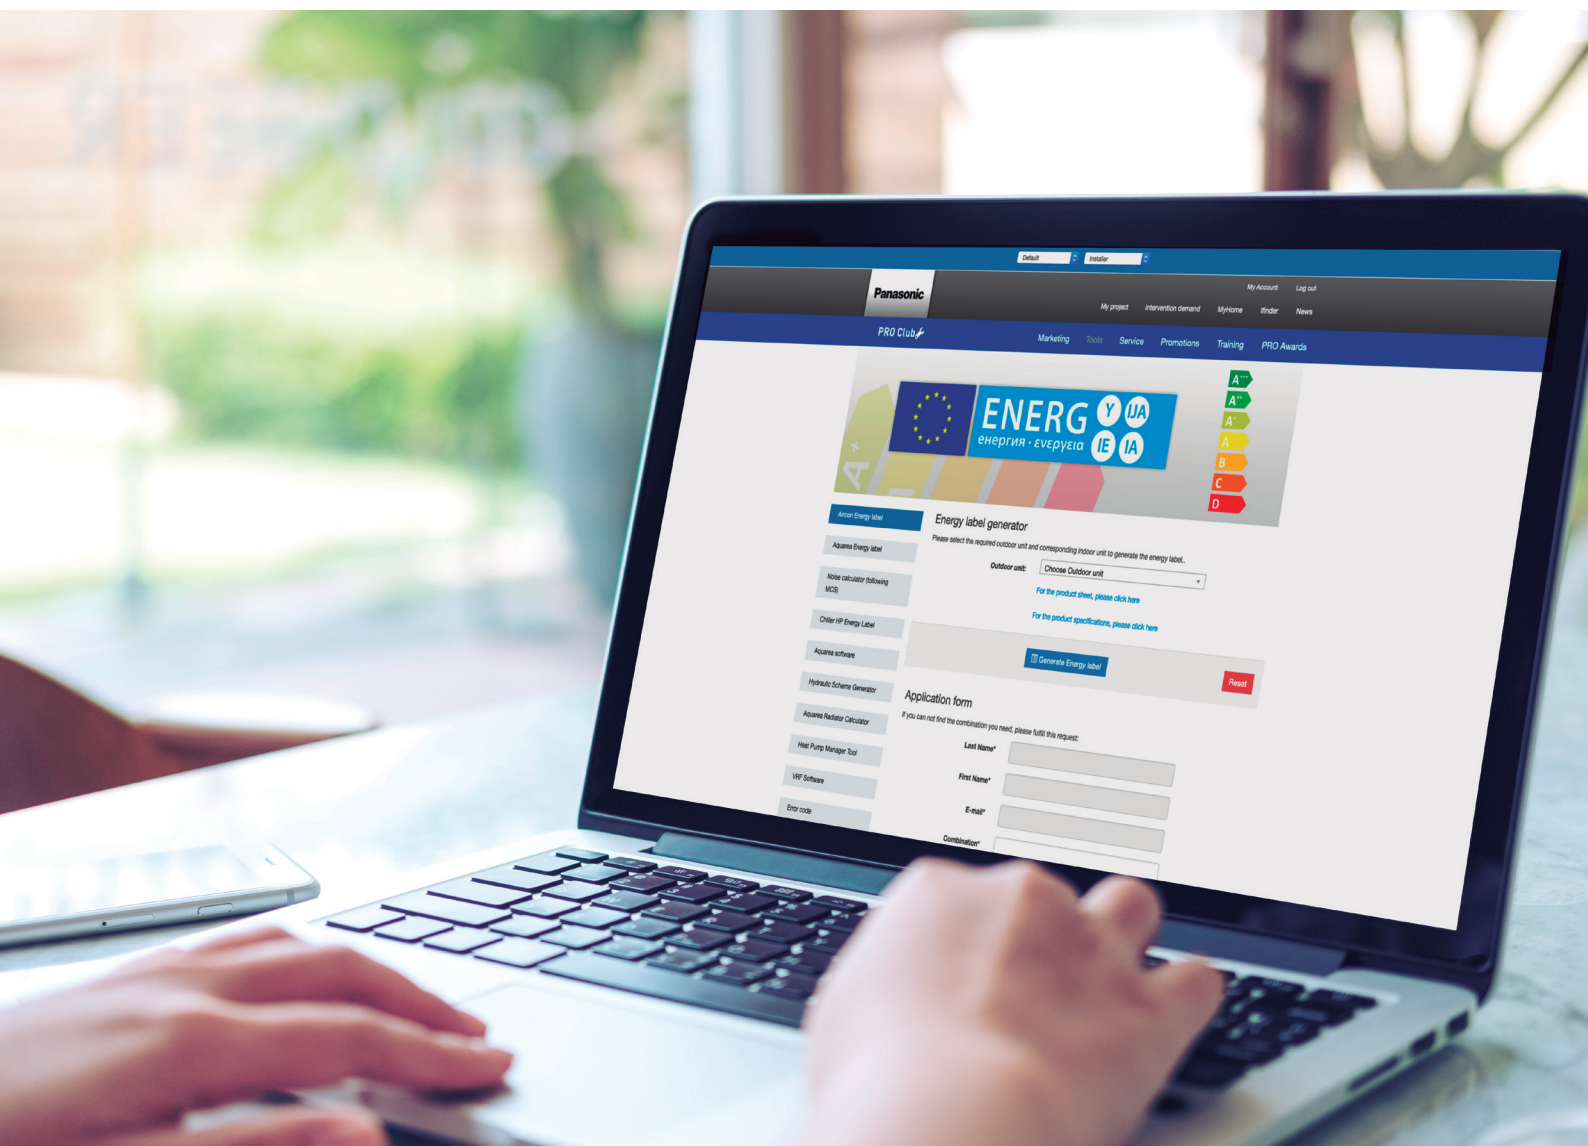 Default
Installer
Panasonic
My Account Log out
My project Intervention demand MyHome Ifinder News
PRO Club
Marketing Tools Service Promotions Training PRO Awards
ENERG Y IJA
енергия · ενεργεια IE IA
A+++
A++
A+
A
B
C
D
A+
Aircon Energy label
Aquarea Energy label
Noise calculator (following
MCS)
Chiller HP Energy Label
Aquarea software
Hydraulic Scheme Generator
Aquarea Radiator Calculator
Heat Pump Manager Tool
VRF Software
Error code
Energy label generator
Please select the required outdoor unit and corresponding indoor unit to generate the energy label..
Outdoor unit: Choose Outdoor unit
For the product sheet, please click here
For the product specifications, please click here
Generate Energy label
Reset
Application form
If you can not find the combination you need, please fulfill this request:
Last Name*
First Name*
E-mail*
Combination*